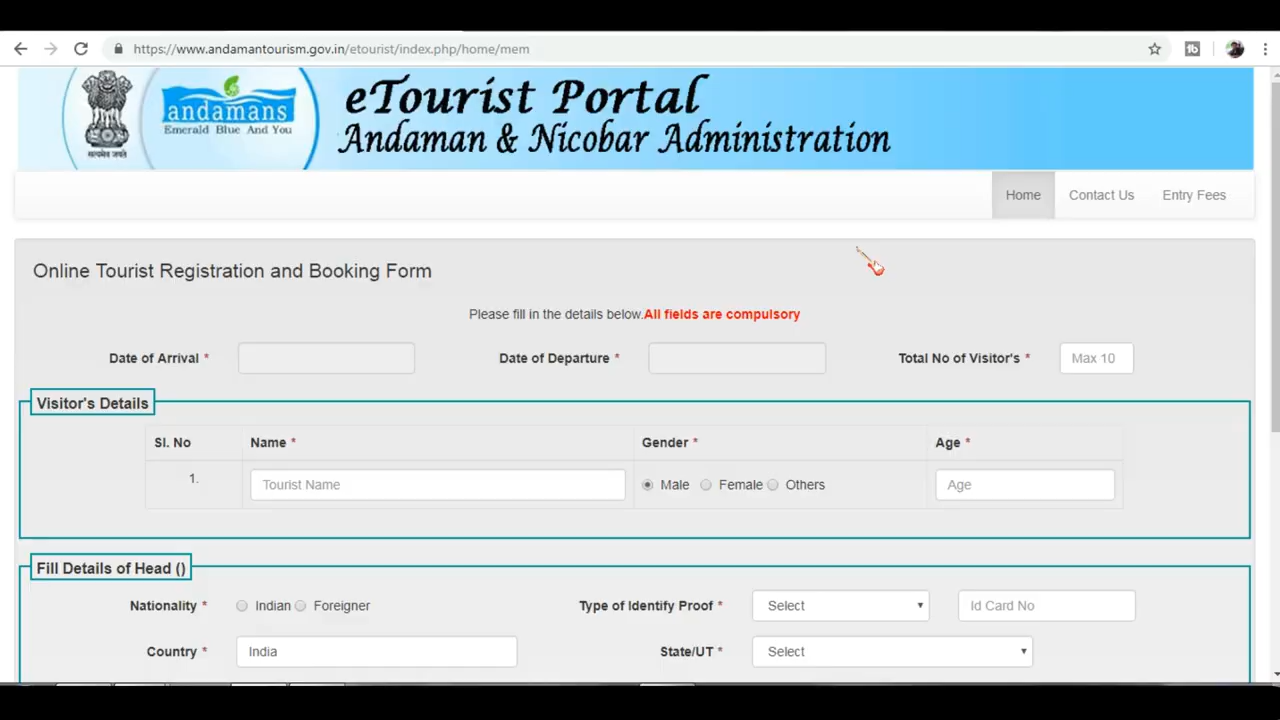 https://www.andamantourism.gov.in/etourist/index.php/home/mem
andamans
Emerald Blue And You
सत्यमेव जयते
eTourist Portal
Andaman & Nicobar Administration
Home Contact Us Entry Fees
Online Tourist Registration and Booking Form
Please fill in the details below.All fields are compulsory
Date of Arrival * Date of Departure * Total No of Visitor's * Max 10
Visitor's Details
Sl. No Name * Gender * Age *
1. Tourist Name Male Female Others Age
Fill Details of Head ()
Nationality * Indian Foreigner Type of Identify Proof * Select Id Card No
Country * India State/UT * Select